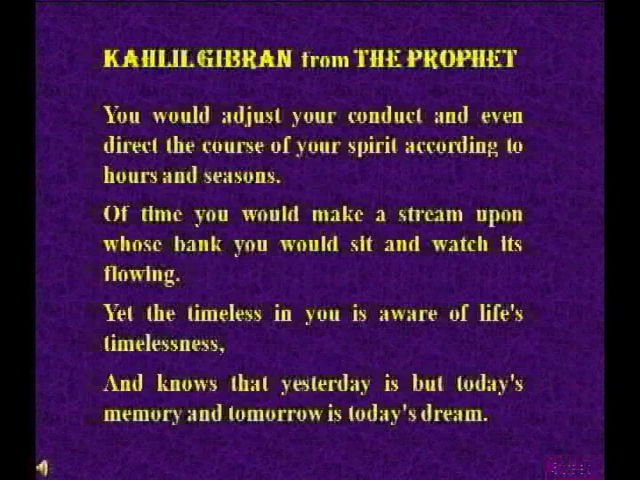 KAHLIL GIBRAN from THE PROPHET
You would adjust your conduct and even
direct the course of your spirit according to
hours and seasons.
Of time you would make a stream upon
whose bank you would sit and watch its
flowing.
Yet the timeless in you is aware of life's
timelessness,
And knows that yesterday is but today's
memory and tomorrow is today's dream.